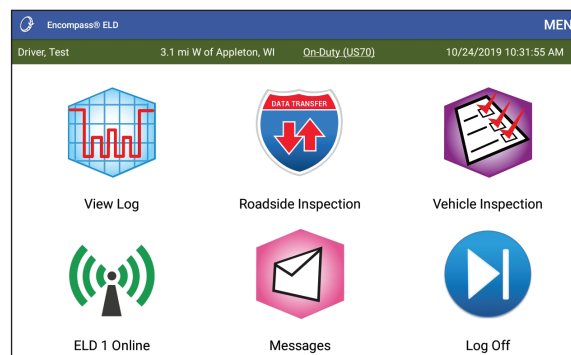 Encompass® ELD MEN
Driver, Test 3.1 mi W of Appleton, WI On-Duty (US70) 10/24/2019 10:31:55 AM
DATA TRANSFER
View Log Roadside Inspection Vehicle Inspection
ELD 1 Online Messages Log Off